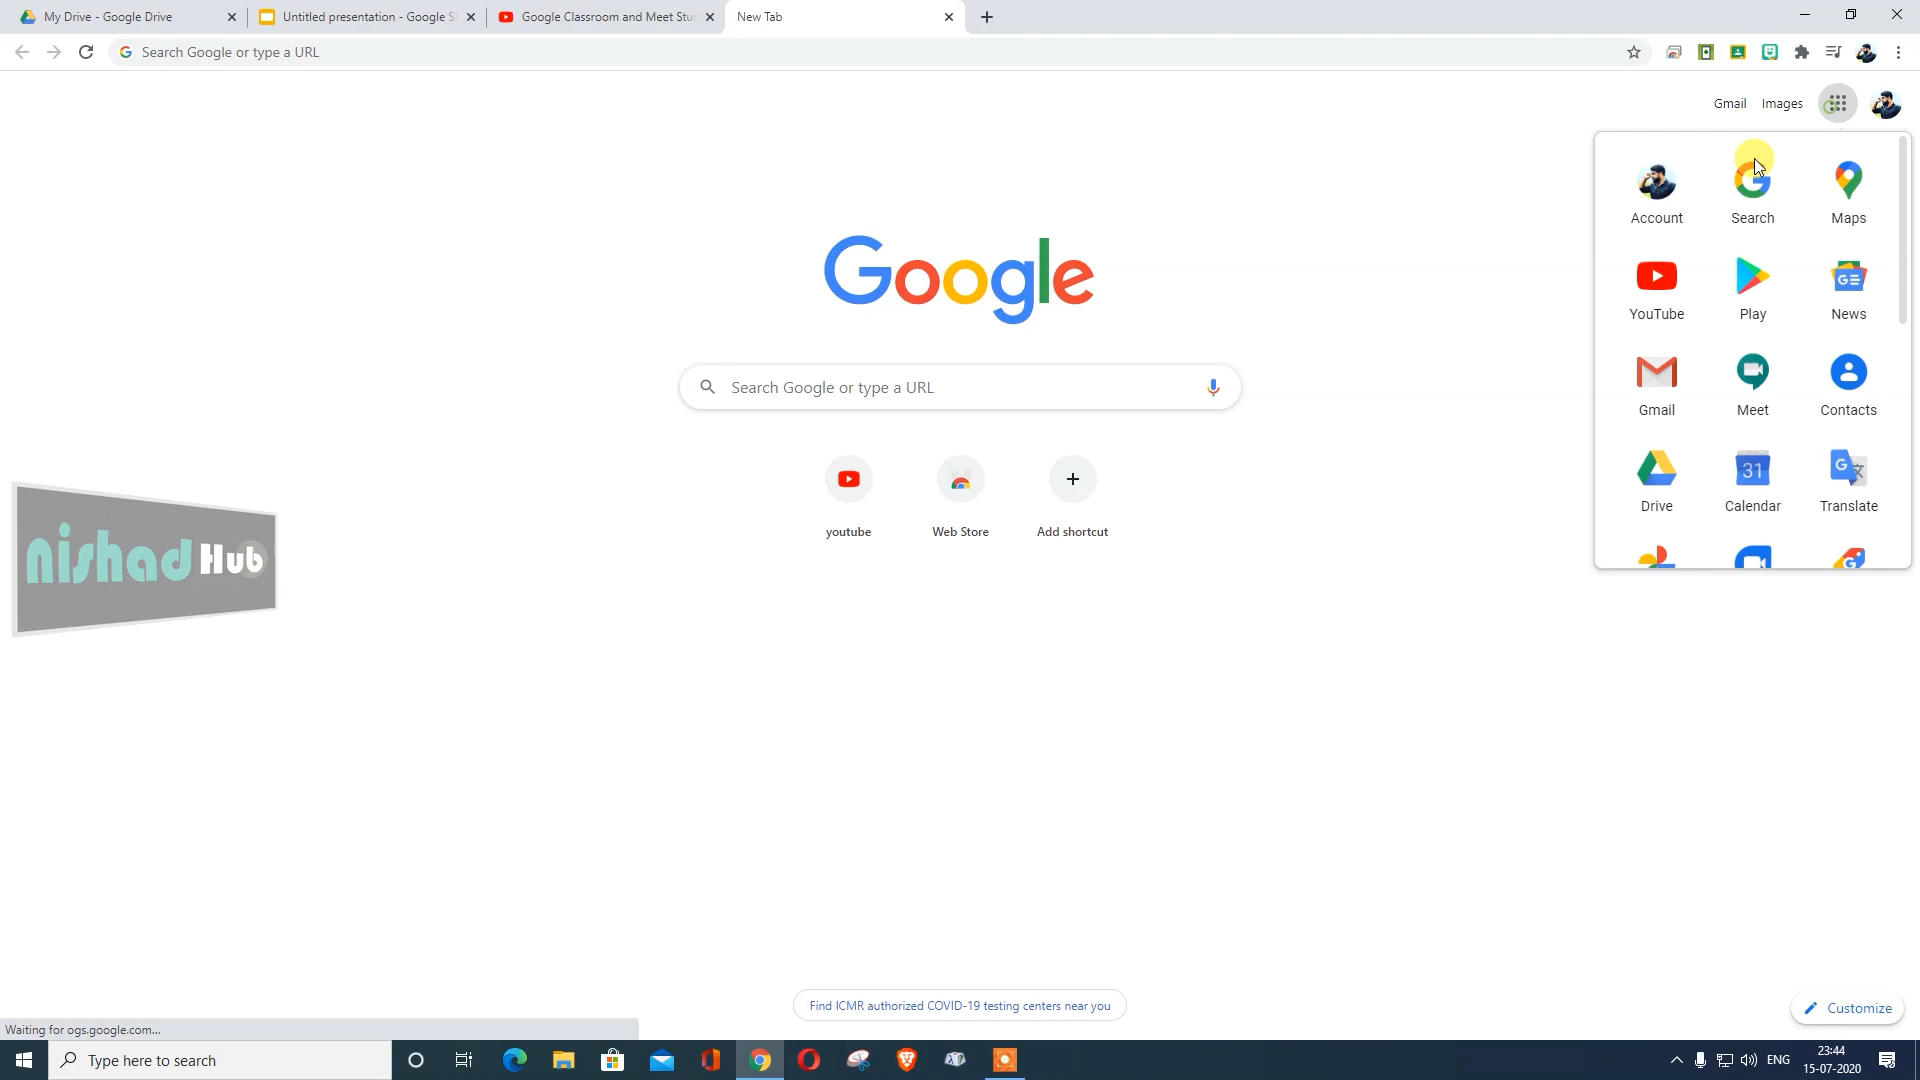 My Drive - Google Drive
Untitled presentation - Google S
Google Classroom and Meet Stu
New Tab
Search Google or type a URL
Gmail
Images
Account
Search
Maps
YouTube
Play
News
GE
Gmail
Meet
Contacts
Drive
31
Calendar
Translate
Google
Search Google or type a URL
youtube
Web Store
Add shortcut
nishad Hub
Find ICMR authorized COVID-19 testing centers near you
Customize
Waiting for ogs.google.com...
Type here to search
ENG
23:44
15-07-2020